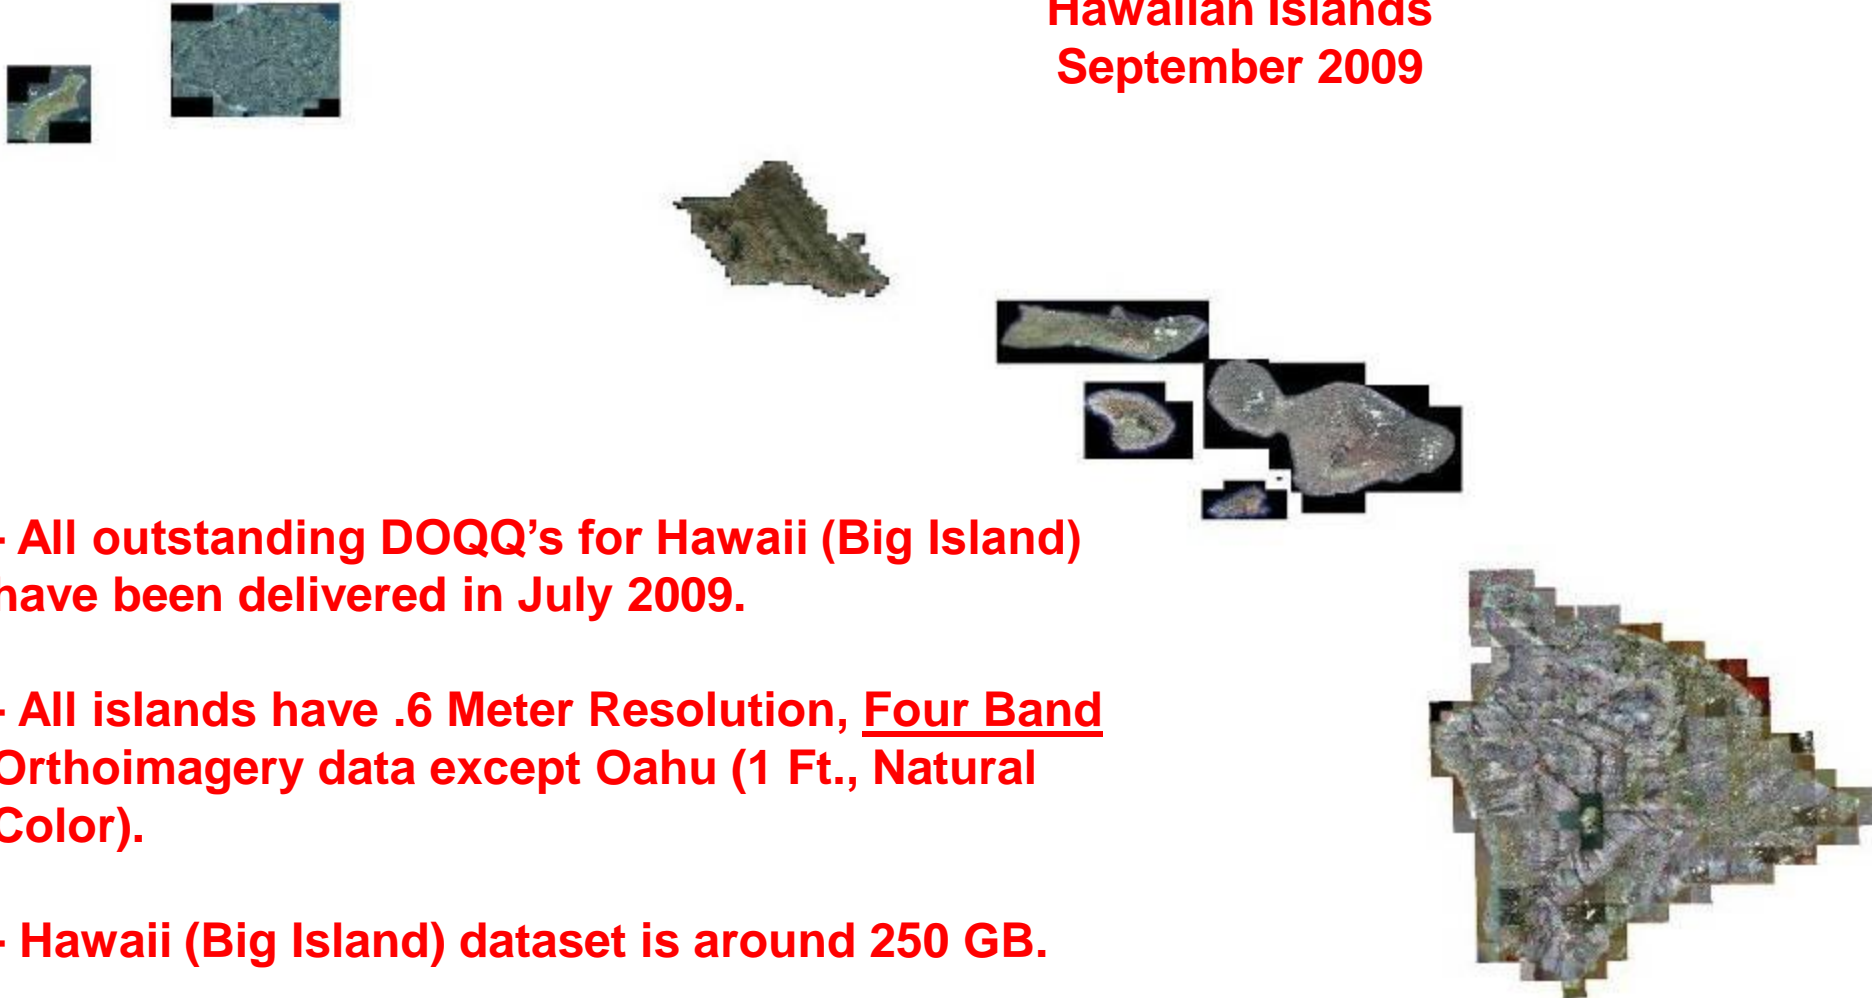 Hawaiian Islands
September 2009
- All outstanding DOQQ's for Hawaii (Big Island)
have been delivered in July 2009.
- All islands have .6 Meter Resolution, Four Band
Orthoimagery data except Oahu (1 Ft., Natural
Color).
- Hawaii (Big Island) dataset is around 250 GB.